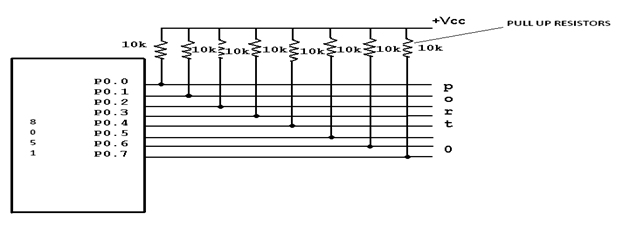 +Vcc
PULL UP RESISTORS
10k 10k 10k 10k 10k 10k 10k 10k
P0.0
P0.1
P0.2
P0.3
P0.4
P0.5
P0.6
P0.7
8
0
5
1
p
o
r
t
0